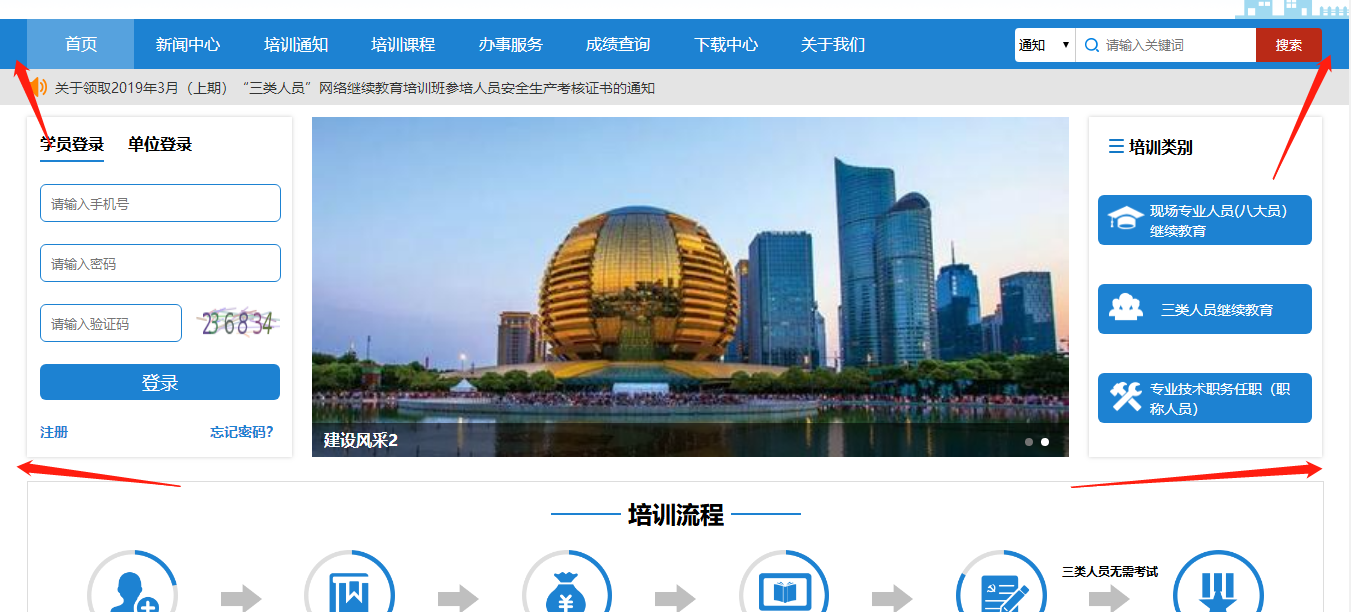 首页 新闻中心 培训通知 培训课程 办事服务 成绩查询 下载中心 关于我们 通知 请输入关键词 搜索
关于领取2019年3月（上期）“三类人员”网络继续教育培训班参培人员安全生产考核证书的通知
学员登录 单位登录
请输入手机号
请输入密码
请输入验证码 236834
登录
注册 忘记密码?
建设风采2
培训类别
现场专业人员(八大员)
继续教育
三类人员继续教育
专业技术职务任职（职
称人员）
培训流程
三类人员无需考试